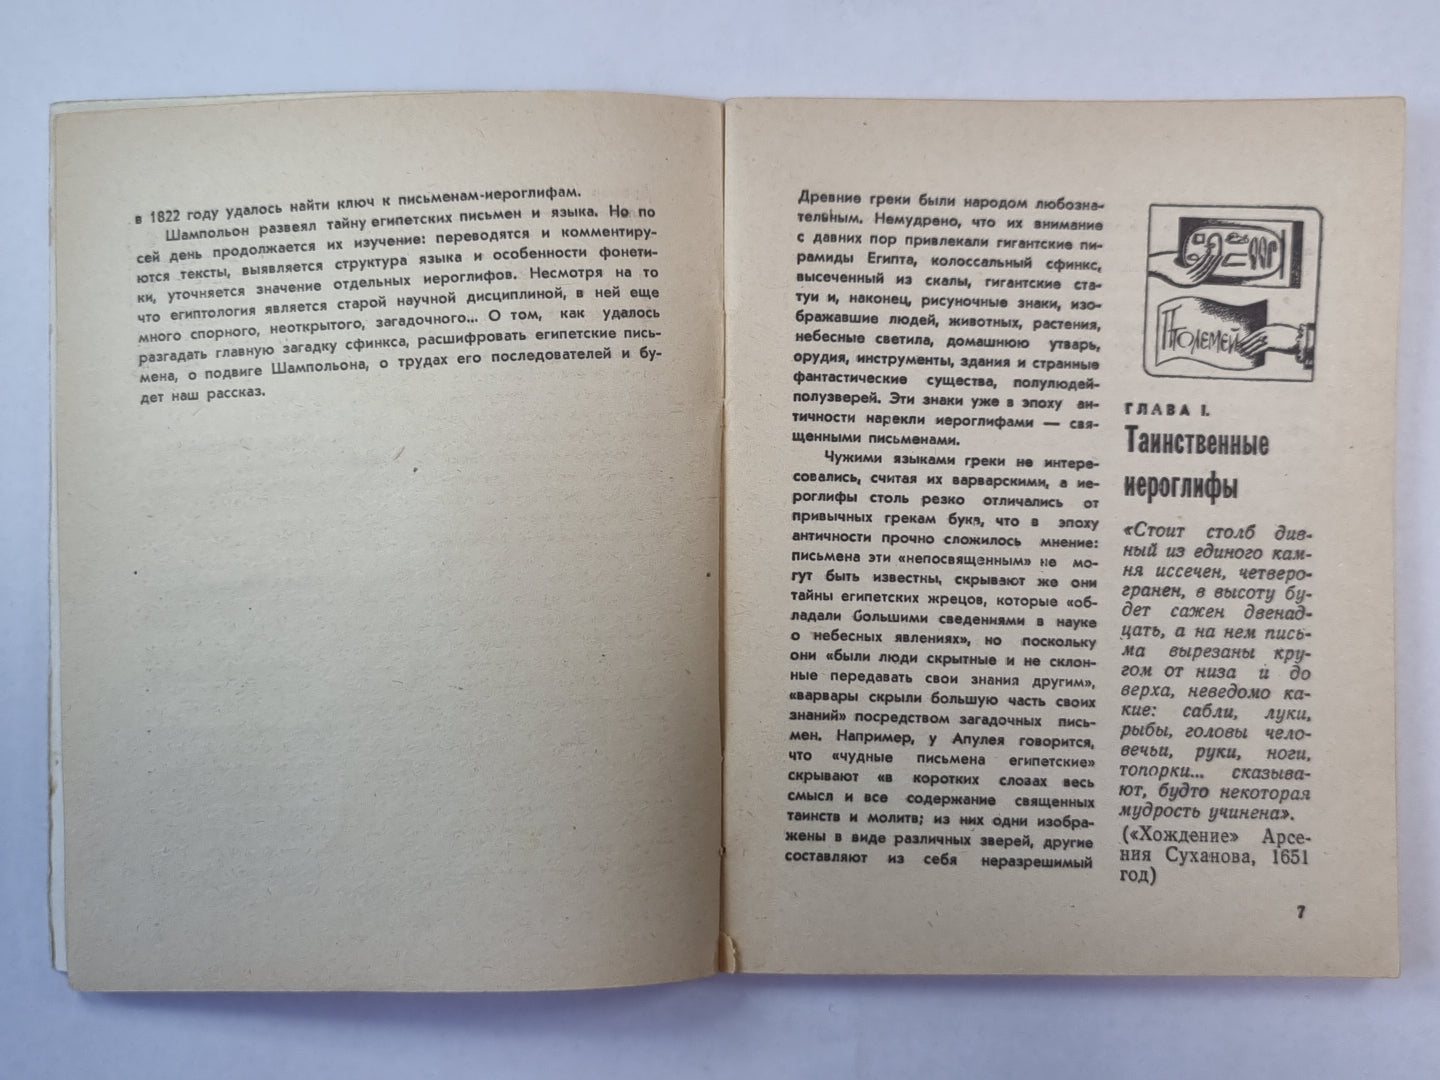 в 1822 году удалось найти ключ к письменам-иероглифам.
Шампольон развеял тайну египетских письмен и языка. Но по
сей день продолжается их изучение: переводятся и комментиру-
ются тексты, выявляется структура языка и особенности фонети-
ки, уточняется значение отдельных иероглифов. Несмотря на то
что египтология является старой научной дисциплиной, в ней еще
много спорного, неоткрытого, загадочного... О том, как удалось
разгадать главную загадку сфинкса, расшифровать египетские пись-
мена, о подвиге Шампольона, о трудах его последователей и бу-
дет наш рассказ.
Древние греки были народом любозна-
тельным. Немудрено, что их внимание
с давних пор привлекали гигантские пи-
рамиды Египта, колоссальный сфинкс,
высеченный из скалы, гигантские ста-
туи и, наконец, рисуночные знаки, изо-
бражавшие людей, животных, растения,
небесные светила, домашнюю утварь,
орудия, инструменты, здания и странные
фантастические существа, полулюдей-
полузверей. Эти знаки уже в эпоху ан-
тичности нарекли иероглифами — свя-
щенными письменами.
Чужими языками греки не интере-
совались, считая их варварскими, а ие-
роглифы столь резко отличались от
привычных грекам букв, что в эпоху
античности прочно сложилось мнение:
письмена эти «непосвященным» не мо-
гут быть известны, скрывают же они
тайны египетских жрецов, которые «об-
ладали большими сведениями в науке
о небесных явлениях», но поскольку
они «были люди скрытные и не склон-
ные передавать свои знания другим»,
«варвары скрыли большую часть своих
знаний» посредством загадочных пись-
мен. Например, у Апулея говорится,
что «чудные письмена египетские»
скрывают «в коротких словах весь
смысл и все содержание священных
таинств и молитв; из них одни изобра-
жены в виде различных зверей, другие
составляют из себя неразрешимый
Птолемей
ГЛАВА I.
Таинственные
иероглифы
«Стоит столб див-
ный из единого кам-
ня иссечен, четверо-
гранен, в высоту бу-
дет сажен двенад-
цать, а на нем пись-
ма вырезаны кру-
гом от низа и до
верха, неведомо ка-
кие: сабли, луки,
рыбы, головы чело-
вечьи, руки, ноги,
топорки... сказыва-
ют, будто некоторая
мудрость учинена».
(«Хождение» Арсе-
ния Суханова, 1651
год)
7